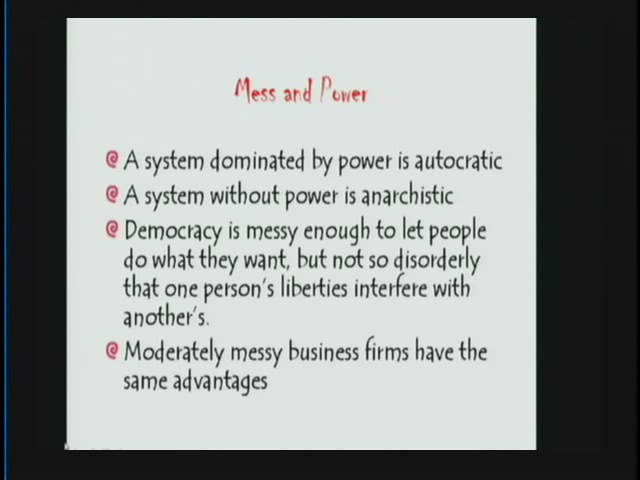 Mess and Power
A system dominated by power is autocratic
A system without power is anarchistic
Democracy is messy enough to let people
do what they want, but not so disorderly
that one person's liberties interfere with
another's.
Moderately messy business firms have the
same advantages